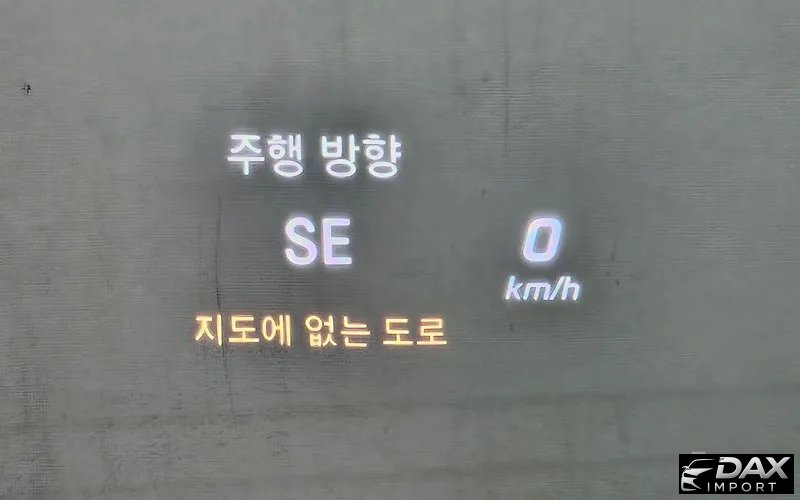 주행 방향
SE
0
km/h
지도에 없는 도로
DAX
IMPORT